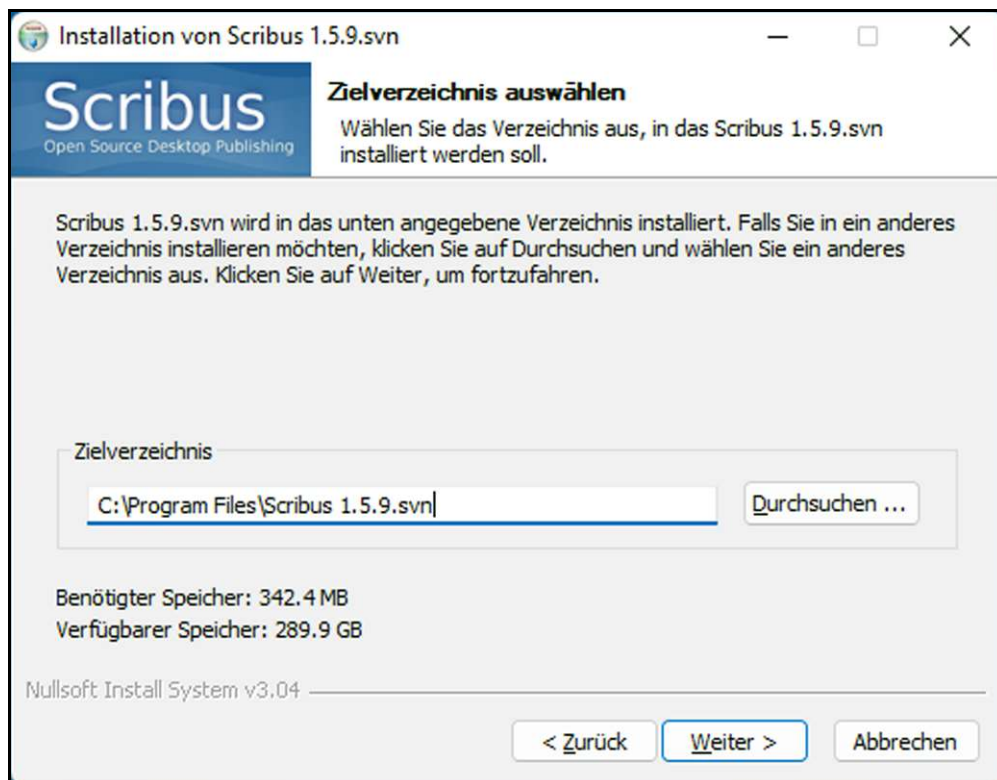 Installation von Scribus 1.5.9.svn
Scribus
Open Source Desktop Publishing
Zielverzeichnis auswählen
Wählen Sie das Verzeichnis aus, in das Scribus 1.5.9.svn
installiert werden soll.
Scribus 1.5.9.svn wird in das unten angegebene Verzeichnis installiert. Falls Sie in ein anderes
Verzeichnis installieren möchten, klicken Sie auf Durchsuchen und wählen Sie ein anderes
Verzeichnis aus. Klicken Sie auf Weiter, um fortzufahren.
Zielverzeichnis
C:\Program Files\Scribus 1.5.9.svn
Durchsuchen ...
Benötigter Speicher: 342.4 MB
Verfügbarer Speicher: 289.9 GB
Nullsoft Install System v3.04
< Zurück
Weiter >
Abbrechen